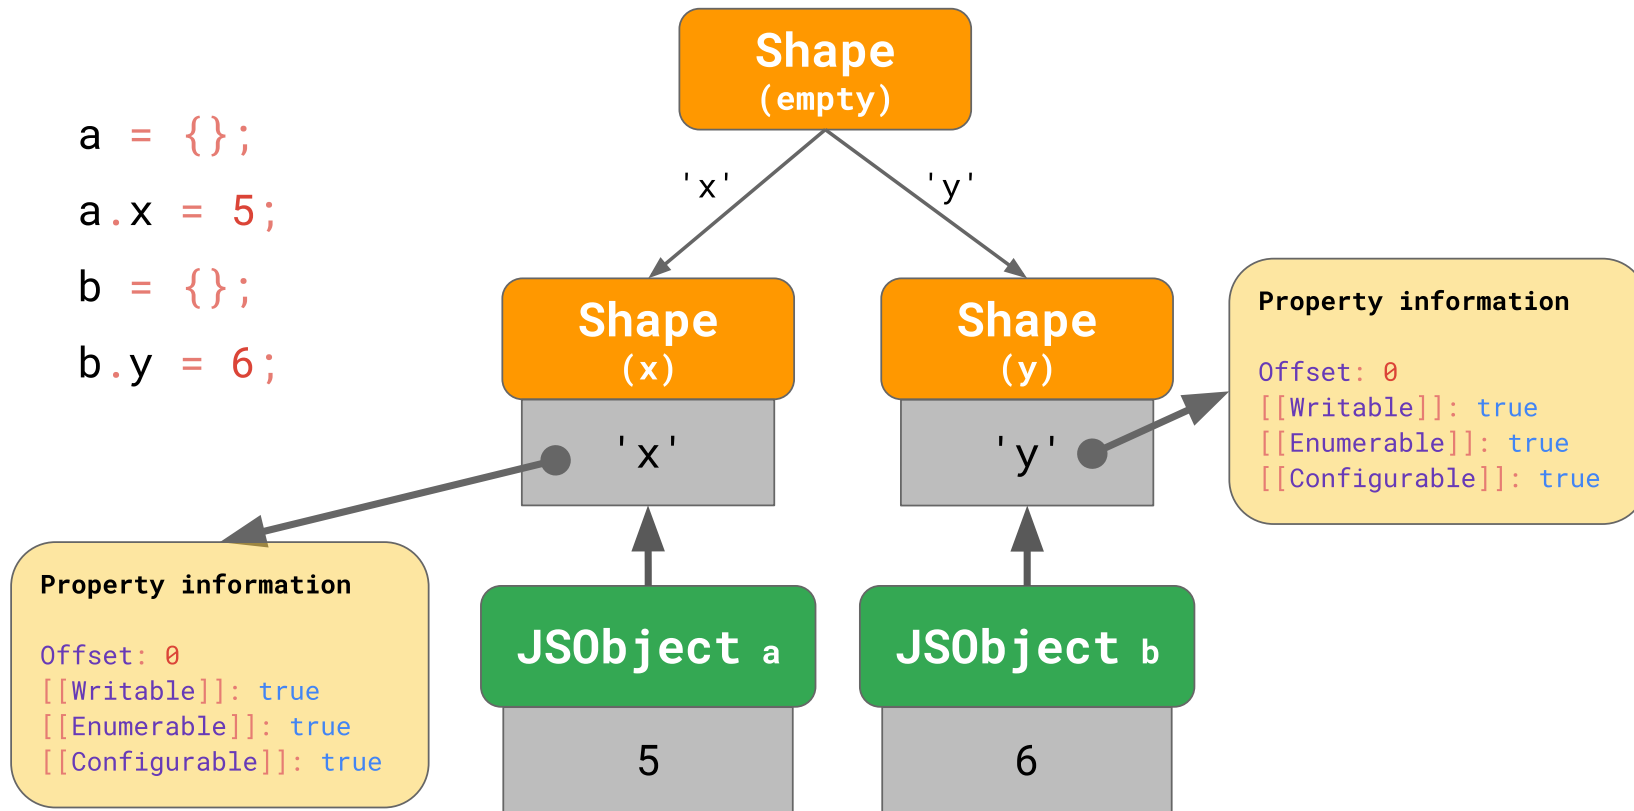 a = {};
a.x = 5;
b = {};
b.y = 6;
Shape
(empty)
'x'
'y'
Shape
(x)
'x'
Shape
(y)
'y'
Property information
Offset: 0
[[Writable]]: true
[[Enumerable]]: true
[[Configurable]]: true
Property information
Offset: 0
[[Writable]]: true
[[Enumerable]]: true
[[Configurable]]: true
JSObject a
5
JSObject b
6